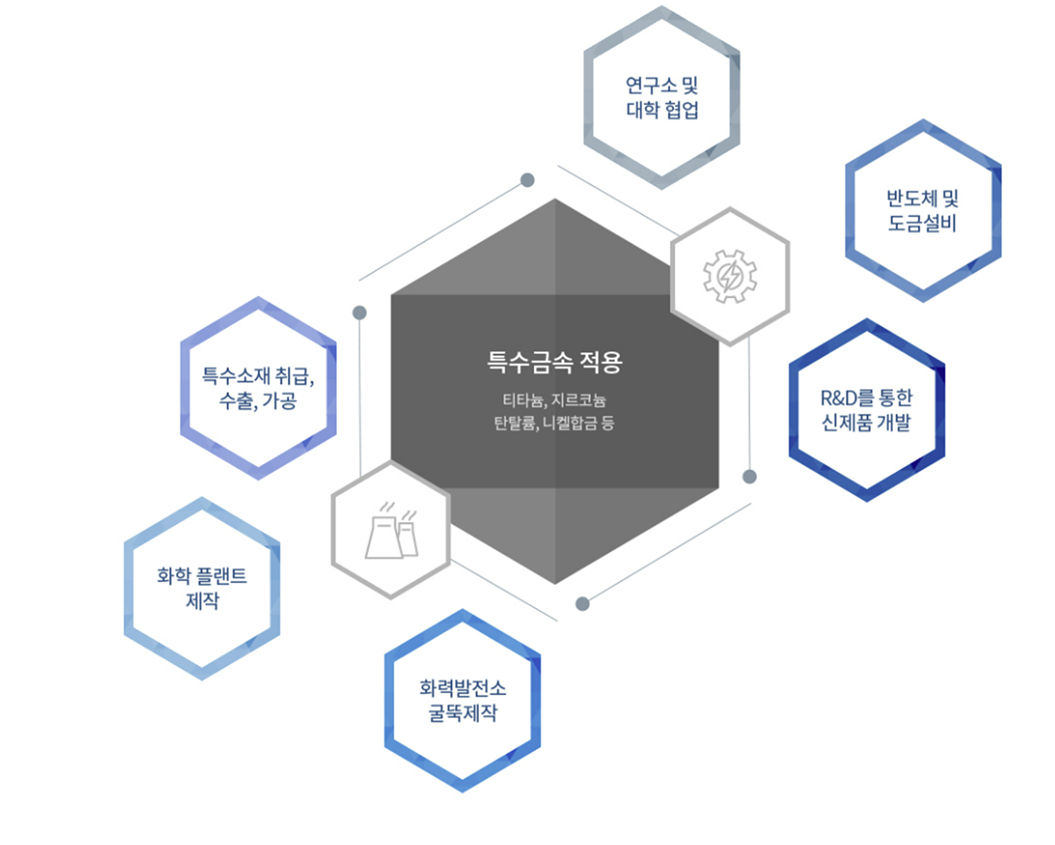 연구소 및
대학 협업
반도체 및
도금설비
특수금속 적용
티타늄, 지르코늄
탄탈륨, 니켈합금 등
특수소재 취급,
수출, 가공
R&D를 통한
신제품 개발
화학 플랜트
제작
화력발전소
굴뚝제작